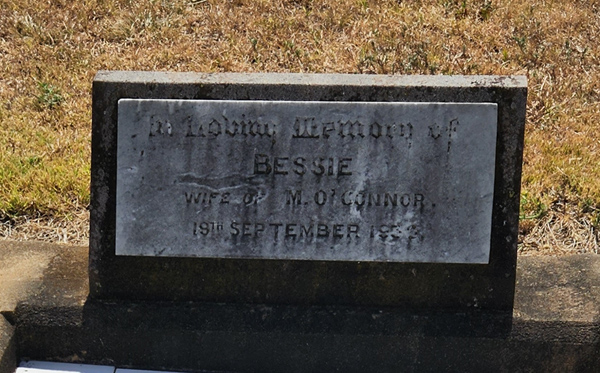 In Loving Memory of
BESSIE
WIFE OF M. O'CONNOR.
19TH SEPTEMBER